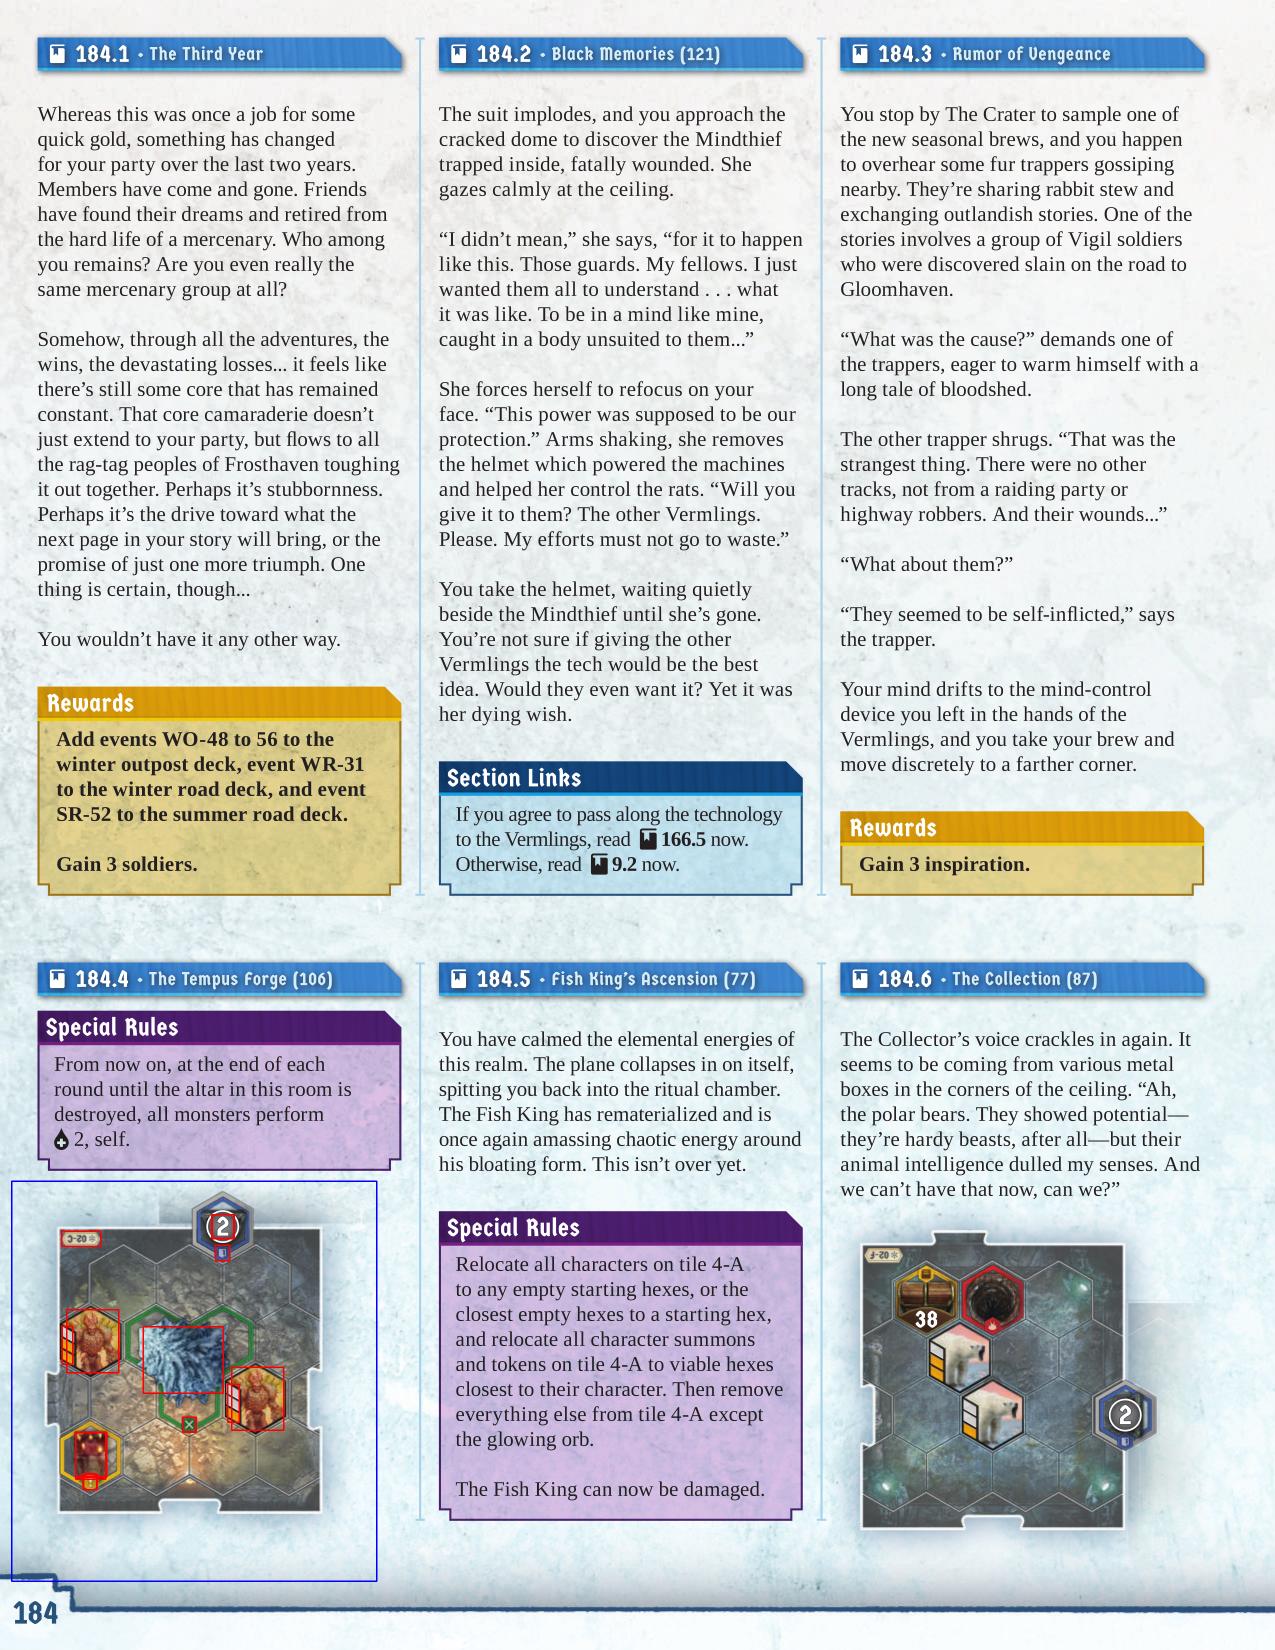 184.1 • The Third Year
Whereas this was once a job for some
quick gold, something has changed
for your party over the last two years.
Members have come and gone. Friends
have found their dreams and retired from
the hard life of a mercenary. Who among
you remains? Are you even really the
same mercenary group at all?
Somehow, through all the adventures, the
wins, the devastating losses... it feels like
there’s still some core that has remained
constant. That core camaraderie doesn’t
just extend to your party, but flows to all
the rag-tag peoples of Frosthaven toughing
it out together. Perhaps it’s stubbornness.
Perhaps it’s the drive toward what the
next page in your story will bring, or the
promise of just one more triumph. One
thing is certain, though...
You wouldn’t have it any other way.
Rewards
Add events WO-48 to 56 to the
winter outpost deck, event WR-31
to the winter road deck, and event
SR-52 to the summer road deck.
Gain 3 soldiers.
184.2 • Black Memories (121)
The suit implodes, and you approach the
cracked dome to discover the Mindthief
trapped inside, fatally wounded. She
gazes calmly at the ceiling.
“I didn’t mean,” she says, “for it to happen
like this. Those guards. My fellows. I just
wanted them all to understand . . . what
it was like. To be in a mind like mine,
caught in a body unsuited to them...”
She forces herself to refocus on your
face. “This power was supposed to be our
protection.” Arms shaking, she removes
the helmet which powered the machines
and helped her control the rats. “Will you
give it to them? The other Vermlings.
Please. My efforts must not go to waste.”
You take the helmet, waiting quietly
beside the Mindthief until she’s gone.
You’re not sure if giving the other
Vermlings the tech would be the best
idea. Would they even want it? Yet it was
her dying wish.
Section Links
If you agree to pass along the technology
to the Vermlings, read 166.5 now.
Otherwise, read 9.2 now.
184.3 • Rumor of Vengeance
You stop by The Crater to sample one of
the new seasonal brews, and you happen
to overhear some fur trappers gossiping
nearby. They’re sharing rabbit stew and
exchanging outlandish stories. One of the
stories involves a group of Vigil soldiers
who were discovered slain on the road to
Gloomhaven.
“What was the cause?” demands one of
the trappers, eager to warm himself with a
long tale of bloodshed.
The other trapper shrugs. “That was the
strangest thing. There were no other
tracks, not from a raiding party or
highway robbers. And their wounds...”
“What about them?”
“They seemed to be self-inflicted,” says
the trapper.
Your mind drifts to the mind-control
device you left in the hands of the
Vermlings, and you take your brew and
move discretely to a farther corner.
Rewards
Gain 3 inspiration.
184.4 • The Tempus Forge (106)
Special Rules
From now on, at the end of each
round until the altar in this room is
destroyed, all monsters perform
2, self.
2
02-C
184.5 • Fish King’s Ascension (77)
You have calmed the elemental energies of
this realm. The plane collapses in on itself,
spitting you back into the ritual chamber.
The Fish King has rematerialized and is
once again amassing chaotic energy around
his bloating form. This isn’t over yet.
Special Rules
Relocate all characters on tile 4-A
to any empty starting hexes, or the
closest empty hexes to a starting hex,
and relocate all character summons
and tokens on tile 4-A to viable hexes
closest to their character. Then remove
everything else from tile 4-A except
the glowing orb.
The Fish King can now be damaged.
184.6 • The Collection (87)
The Collector’s voice crackles in again. It
seems to be coming from various metal
boxes in the corners of the ceiling. “Ah,
the polar bears. They showed potential—
they’re hardy beasts, after all—but their
animal intelligence dulled my senses. And
we can’t have that now, can we?”
02-F
38
2
184